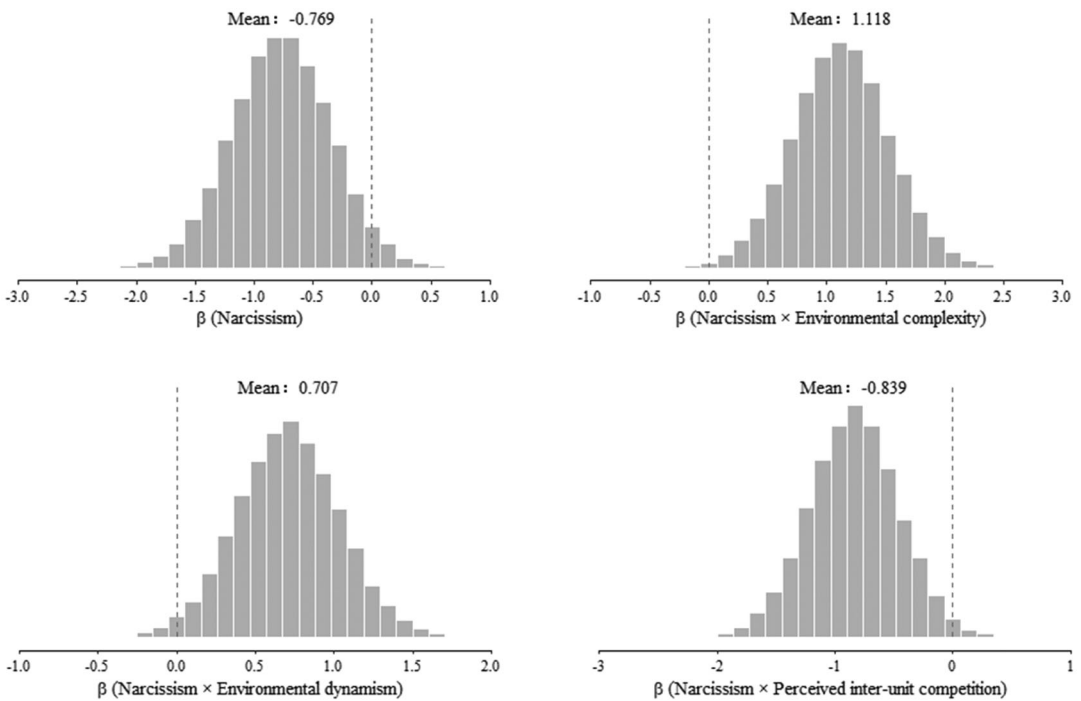 Mean： -0.769
-3.0 -2.5 -2.0 -1.5 -1.0 -0.5 0.0 0.5 1.0
β (Narcissism)
Mean： 1.118
-1.0 -0.5 0.0 0.5 1.0 1.5 2.0 2.5 3.0
β (Narcissism × Environmental complexity)
Mean： 0.707
-1.0 -0.5 0.0 0.5 1.0 1.5 2.0
β (Narcissism × Environmental dynamism)
Mean： -0.839
-3 -2 -1 0 1
β (Narcissism × Perceived inter-unit competition)